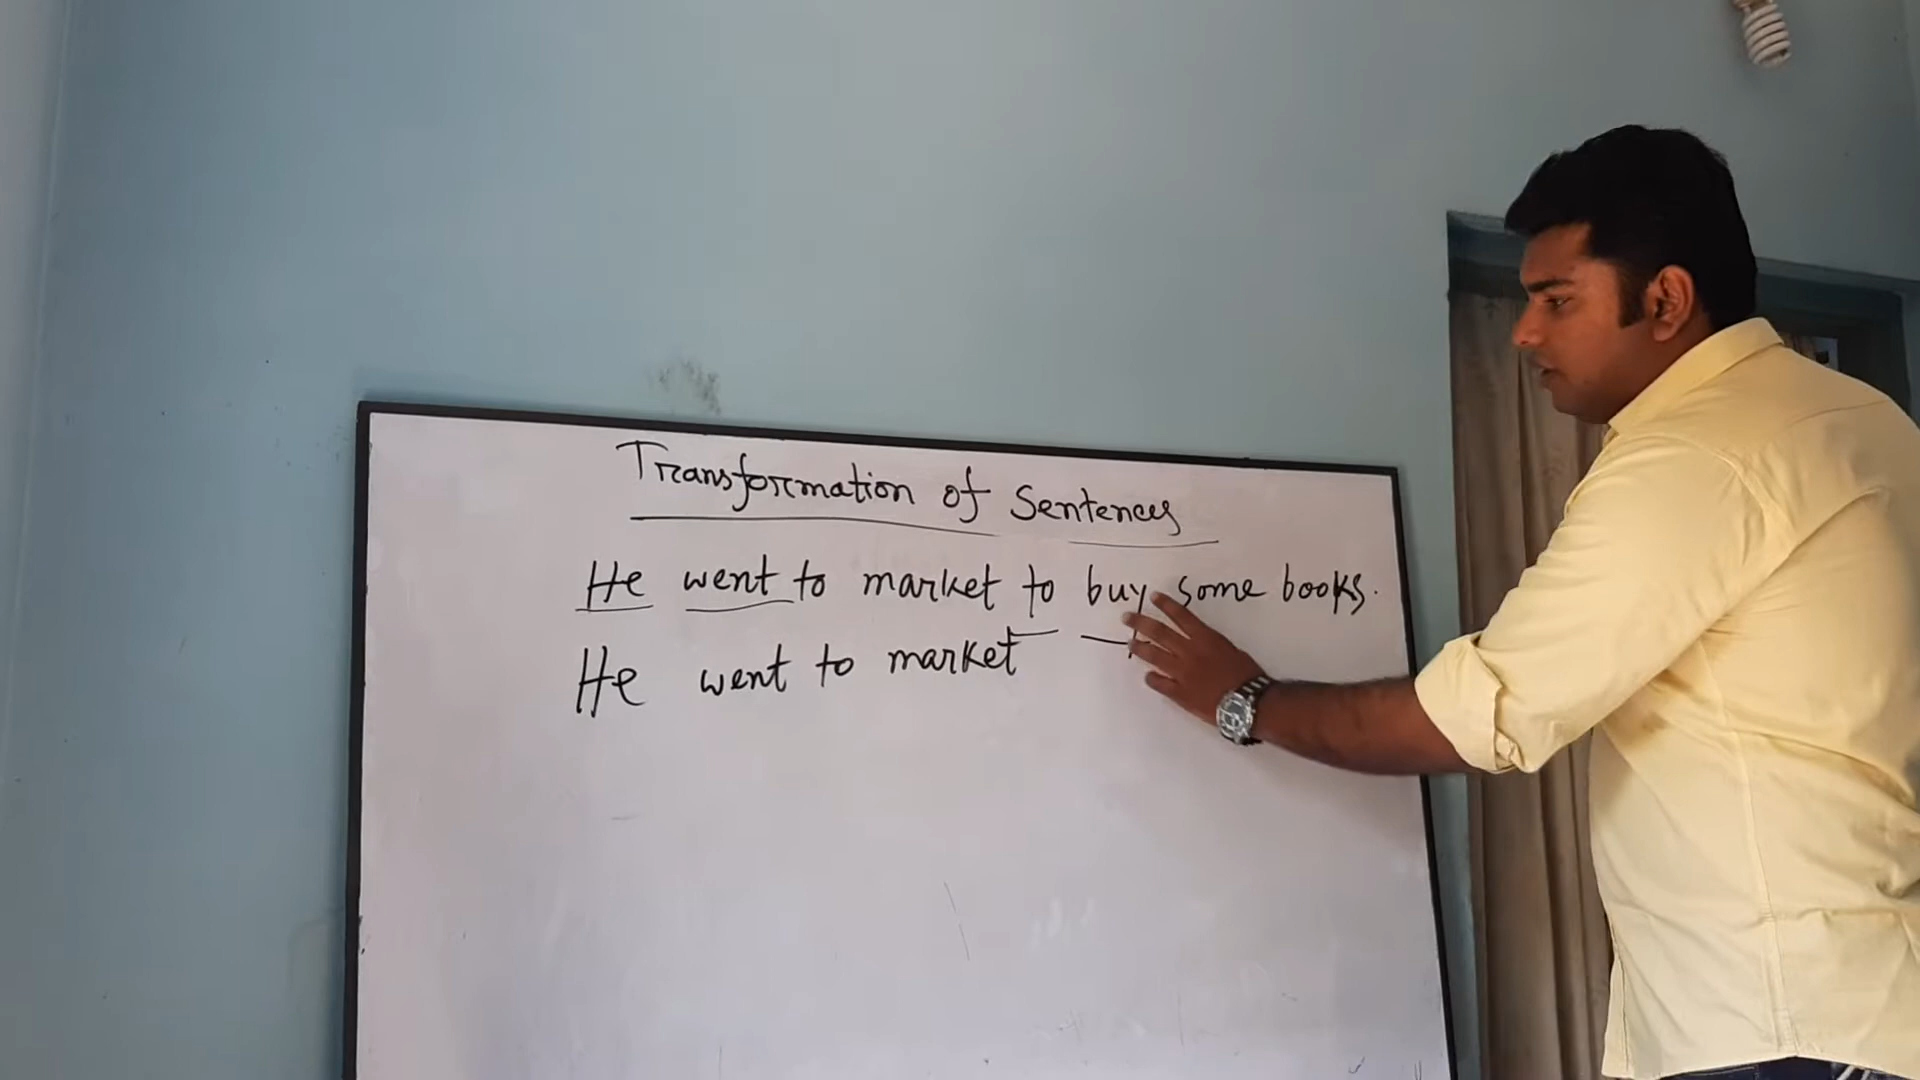 Transformation of Sentences
He went to market to buy some books.
He went to market